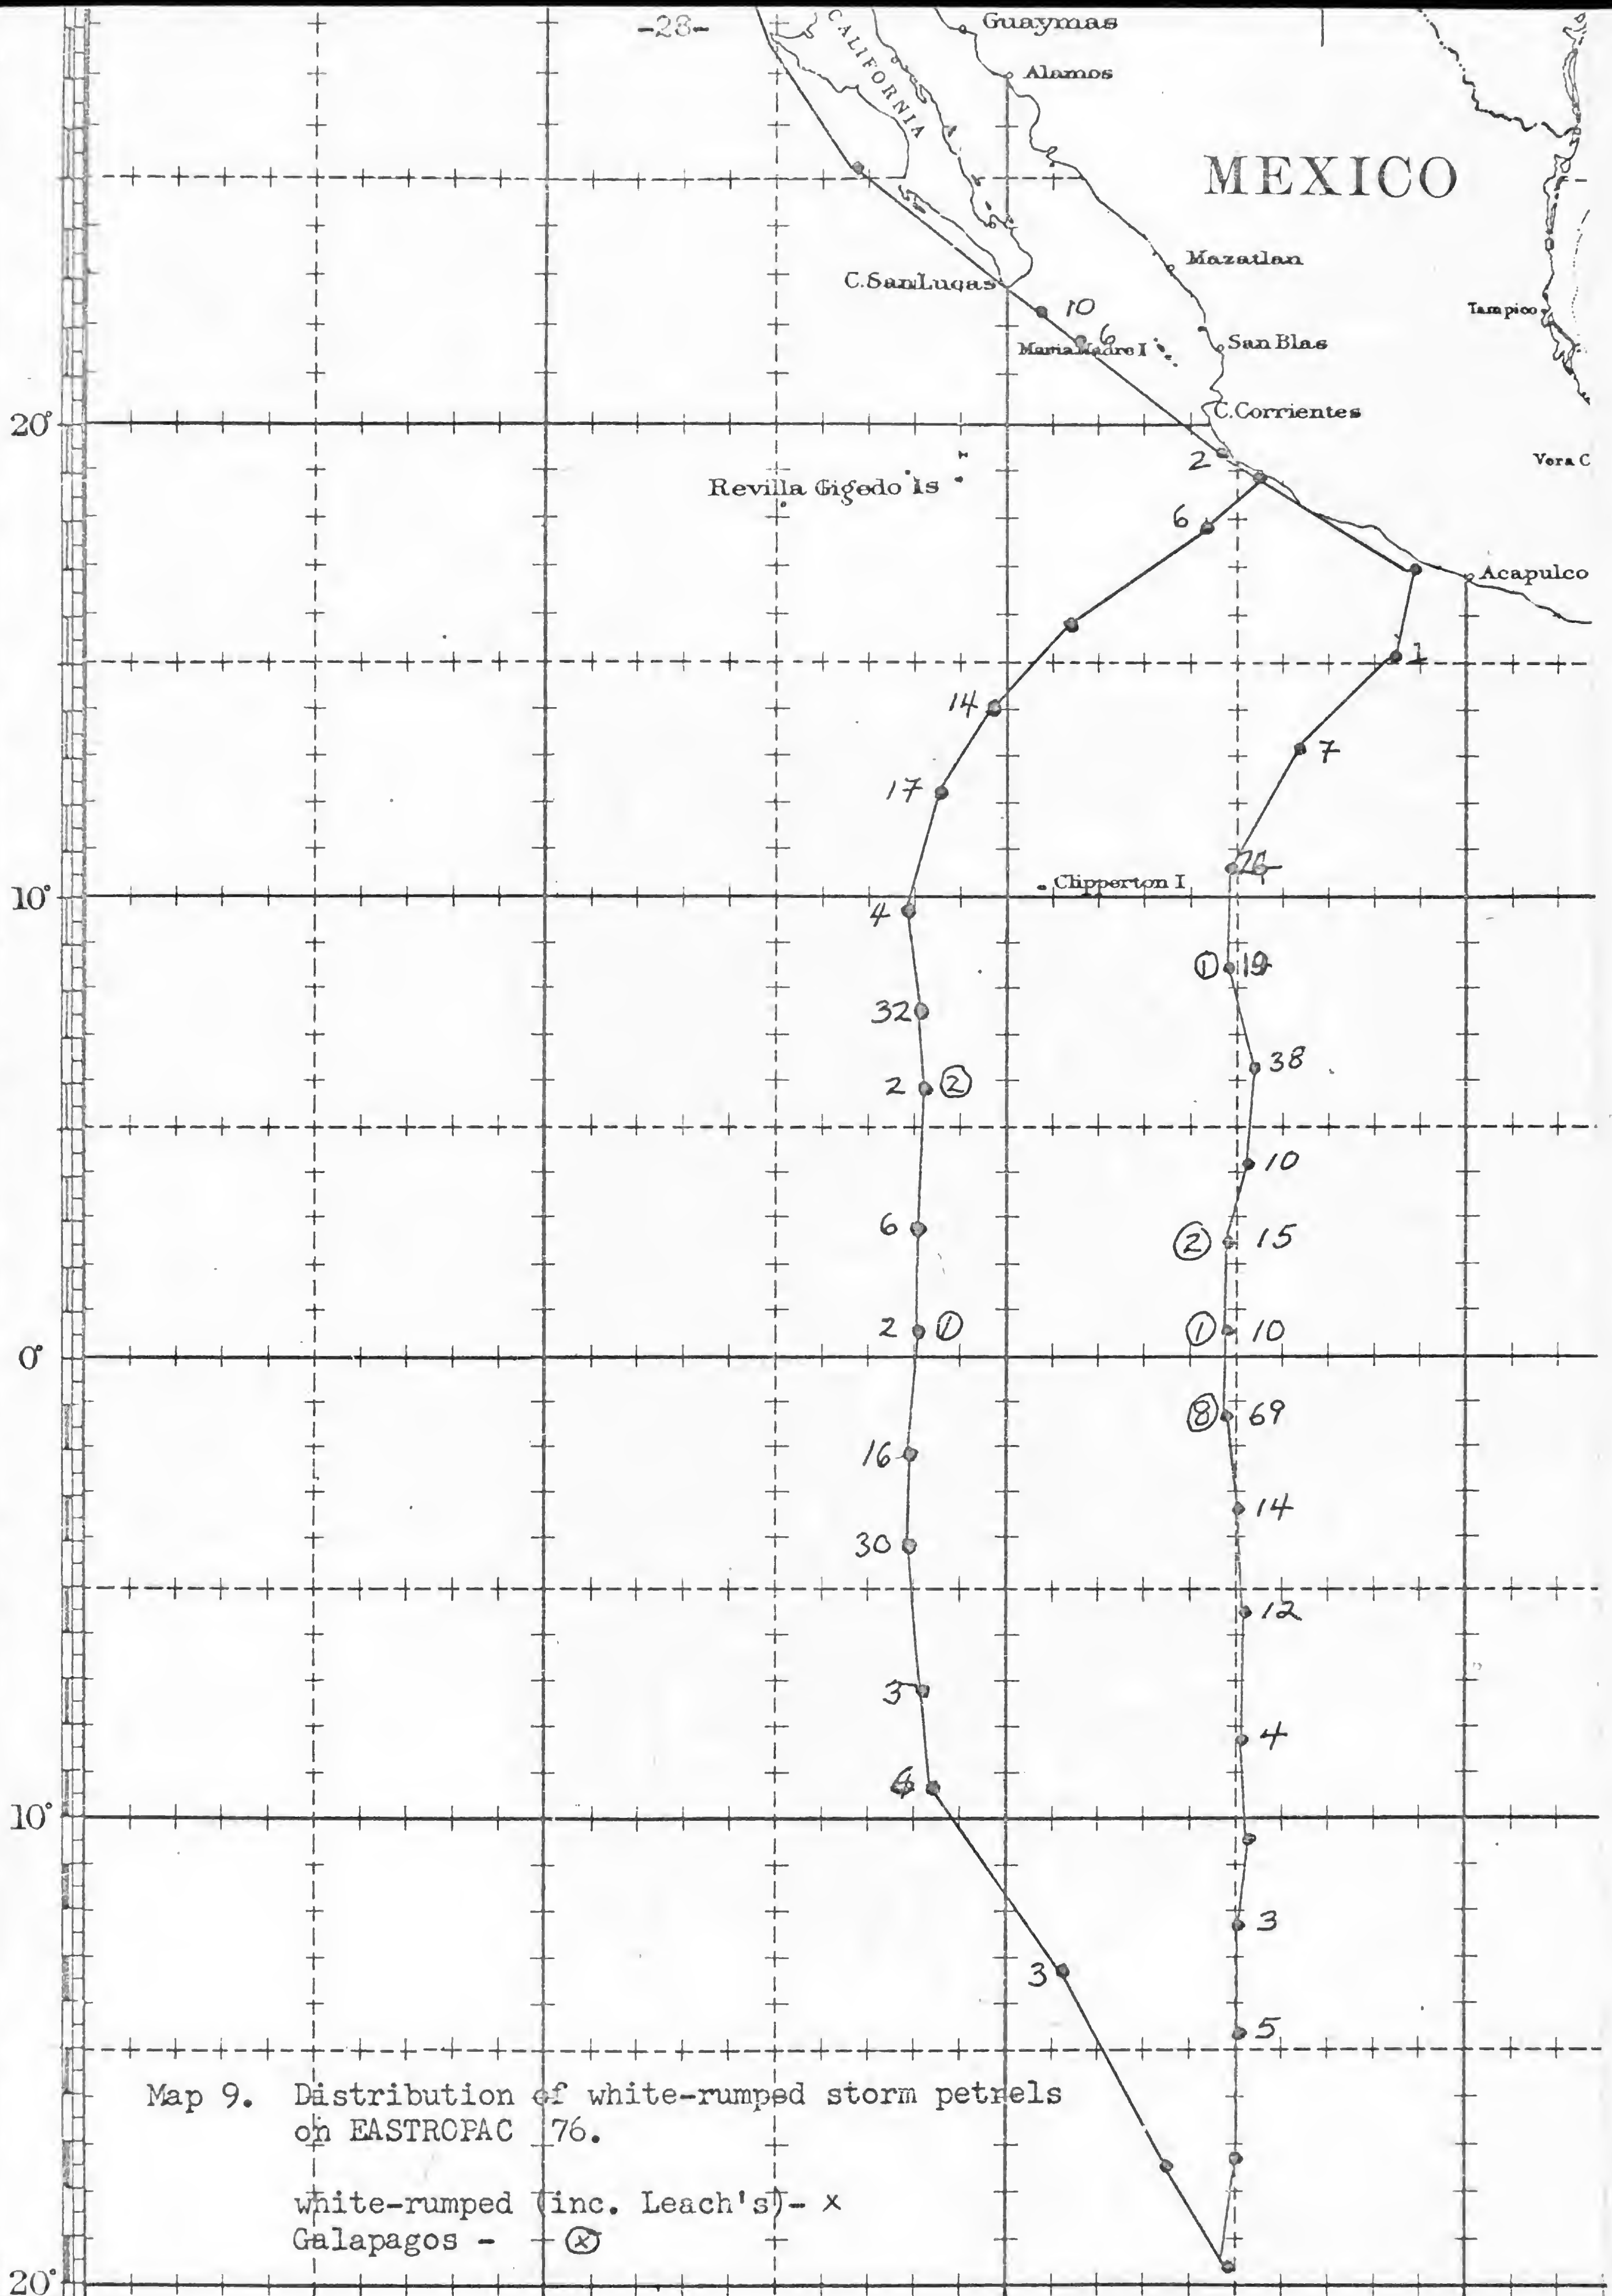 -28-
Guaymas
CALIFORNIA
Alamos
MEXICO
Mazatlan
C. San Lucas
10
Tampico
6
Maria Madre I
San Blas
20°
C. Corrientes
2
Vera C
Revilla Gigedo Is
6
Acapulco
1
14
7
17
10°
Clipperton I
4
① 19
32
38
2 ②
10
6
② 15
2 ①
① 10
0°
⑧ 69
16
14
30
12
3
4
10°
3
3
5
Map 9. Distribution of white-rumped storm petrels
on EASTROPAC 76.
white-rumped (inc. Leach's) - x
Galapagos - ⓧ
20°